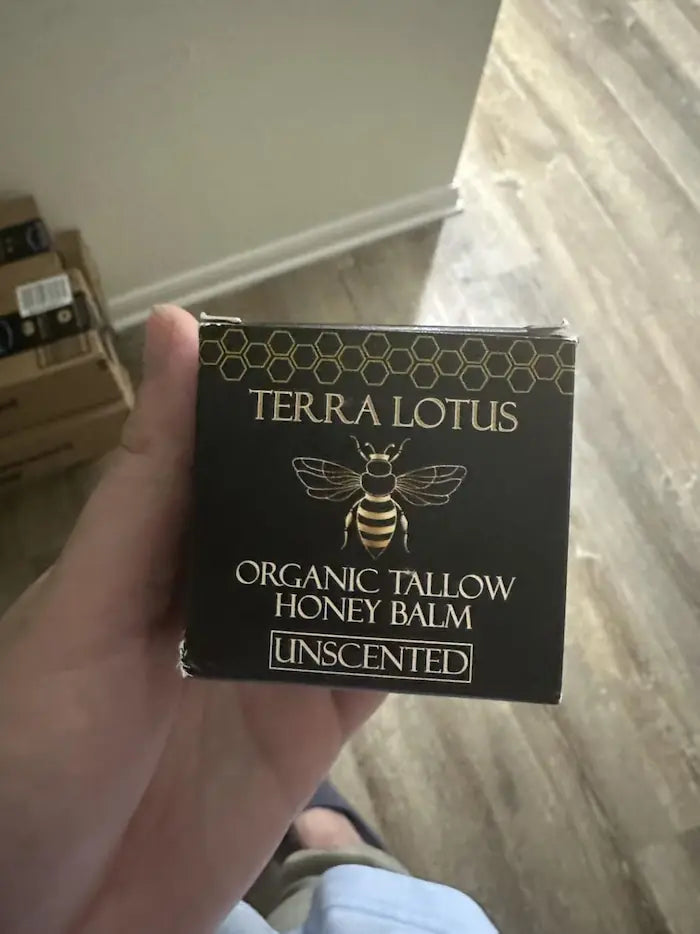 TERRA LOTUS
ORGANIC TALLOW
HONEY BALM
UNSCENTED